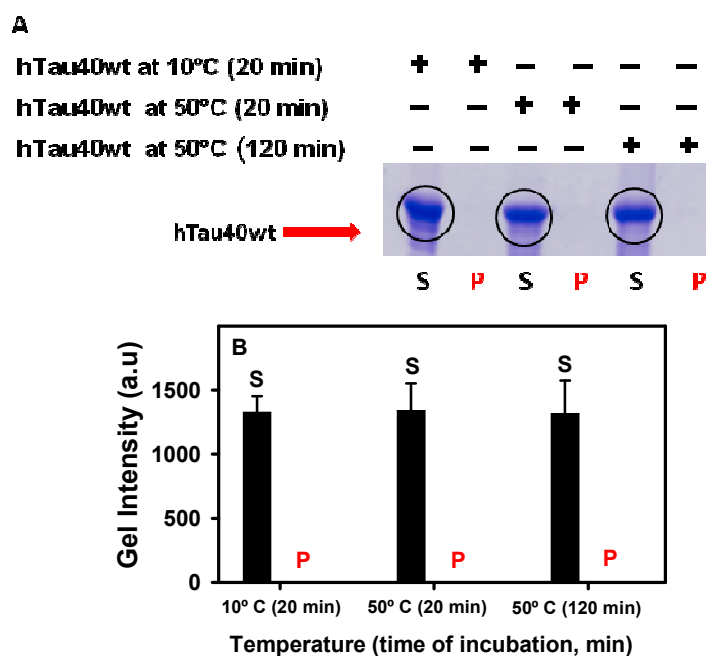 A
hTau40wt at 10ºC (20 min) + + – – – –
hTau40wt at 50ºC (20 min) – – + + – –
hTau40wt at 50ºC (120 min) – – – – + +
hTau40wt
S P S P S P
B
S S S
1500
1000
500
0
P P P
Gel Intensity (a.u)
10º C (20 min) 50º C (20 min) 50º C (120 min)
Temperature (time of incubation, min)